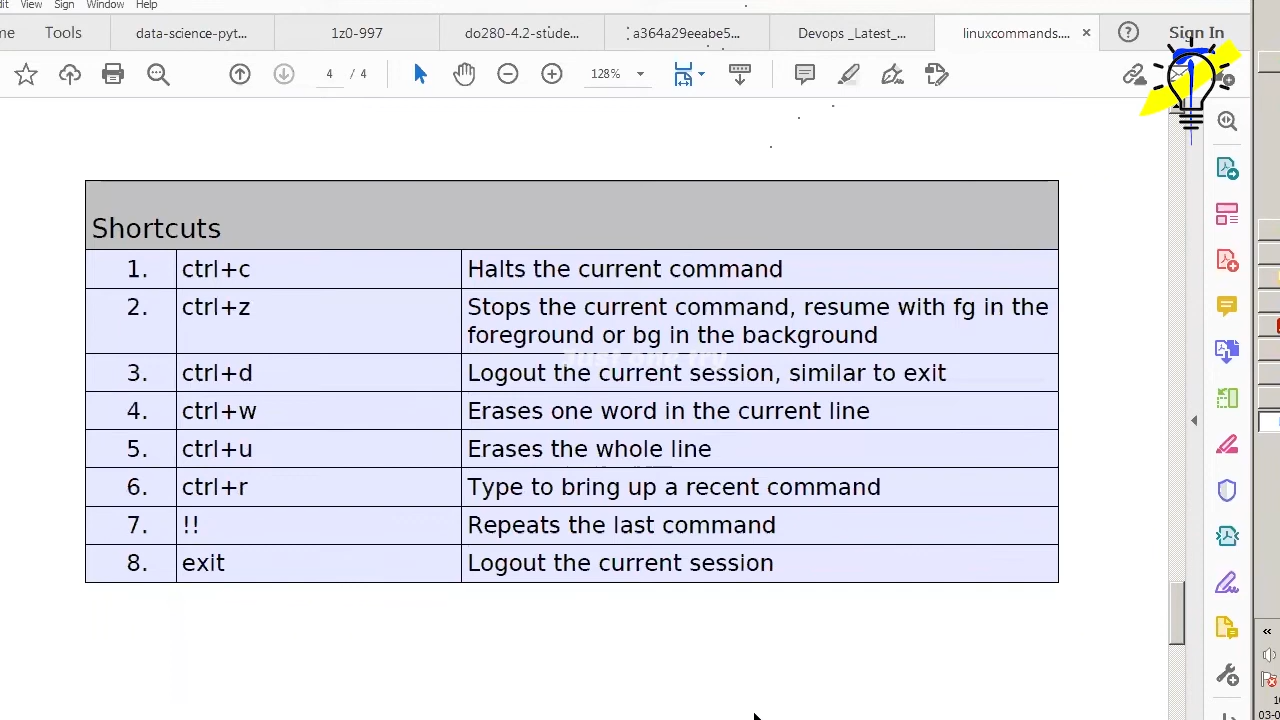 dit View Sign Window Help
me Tools data-science-pyt... 1z0-997 do280-4.2-stude... a364a29eeabe5... Devops _Latest_... linuxcommands.... × Sign In
4 / 4 128%
Shortcuts
1. ctrl+c Halts the current command
2. ctrl+z Stops the current command, resume with fg in the
foreground or bg in the background
3. ctrl+d Logout the current session, similar to exit
4. ctrl+w Erases one word in the current line
5. ctrl+u Erases the whole line
6. ctrl+r Type to bring up a recent command
7. !! Repeats the last command
8. exit Logout the current session